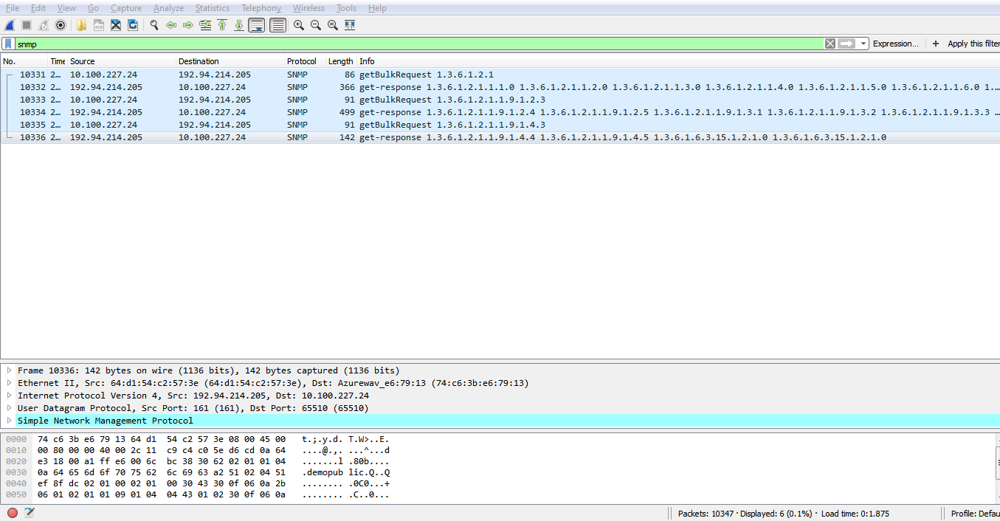 File Edit View Go Capture Analyze Statistics Telephony Wireless Tools Help
snmp Expression... + Apply this filter
No. Time Source Destination Protocol Length Info
10331 2... 10.100.227.24 192.94.214.205 SNMP 86 getBulkRequest 1.3.6.1.2.1
10332 2... 192.94.214.205 10.100.227.24 SNMP 366 get-response 1.3.6.1.2.1.1.1.0 1.3.6.1.2.1.1.2.0 1.3.6.1.2.1.1.3.0 1.3.6.1.2.1.1.4.0 1.3.6.1.2.1.1.5.0 1.3.6.1.2.1.1.6.0 1....
10333 2... 10.100.227.24 192.94.214.205 SNMP 91 getBulkRequest 1.3.6.1.2.1.1.9.1.2.3
10334 2... 192.94.214.205 10.100.227.24 SNMP 499 get-response 1.3.6.1.2.1.1.9.1.2.4 1.3.6.1.2.1.1.9.1.2.5 1.3.6.1.2.1.1.9.1.3.1 1.3.6.1.2.1.1.9.1.3.2 1.3.6.1.2.1.1.9.1.3.3 ...
10335 2... 10.100.227.24 192.94.214.205 SNMP 91 getBulkRequest 1.3.6.1.2.1.1.9.1.4.3
10336 2... 192.94.214.205 10.100.227.24 SNMP 142 get-response 1.3.6.1.2.1.1.9.1.4.4 1.3.6.1.2.1.1.9.1.4.5 1.3.6.1.6.3.15.1.2.1.0 1.3.6.1.6.3.15.1.2.1.0
Frame 10336: 142 bytes on wire (1136 bits), 142 bytes captured (1136 bits)
Ethernet II, Src: 64:d1:54:c2:57:3e (64:d1:54:c2:57:3e), Dst: Azurewav_e6:79:13 (74:c6:3b:e6:79:13)
Internet Protocol Version 4, Src: 192.94.214.205, Dst: 10.100.227.24
User Datagram Protocol, Src Port: 161 (161), Dst Port: 65510 (65510)
Simple Network Management Protocol
0000 74 c6 3b e6 79 13 64 d1 54 c2 57 3e 08 00 45 00 t.;.y.d. T.W>..E.
0010 00 80 00 00 40 00 2c 11 c9 c4 c0 5e d6 cd 0a 64 ....@.,. ...^...d
0020 e3 18 00 a1 ff e6 00 6c bc 38 30 62 02 01 01 04 .......l .80b....
0030 0a 64 65 6d 6f 70 75 62 6c 69 63 a2 51 02 04 51 .demopub lic.Q..Q
0040 ef 8f dc 02 01 00 02 01 00 30 43 30 0f 06 0a 2b ........ .0C0...+
0050 06 01 02 01 01 09 01 04 04 43 01 02 30 0f 06 0a ........ .C..0...
Packets: 10347 · Displayed: 6 (0.1%) · Load time: 0:1.875 Profile: Defau